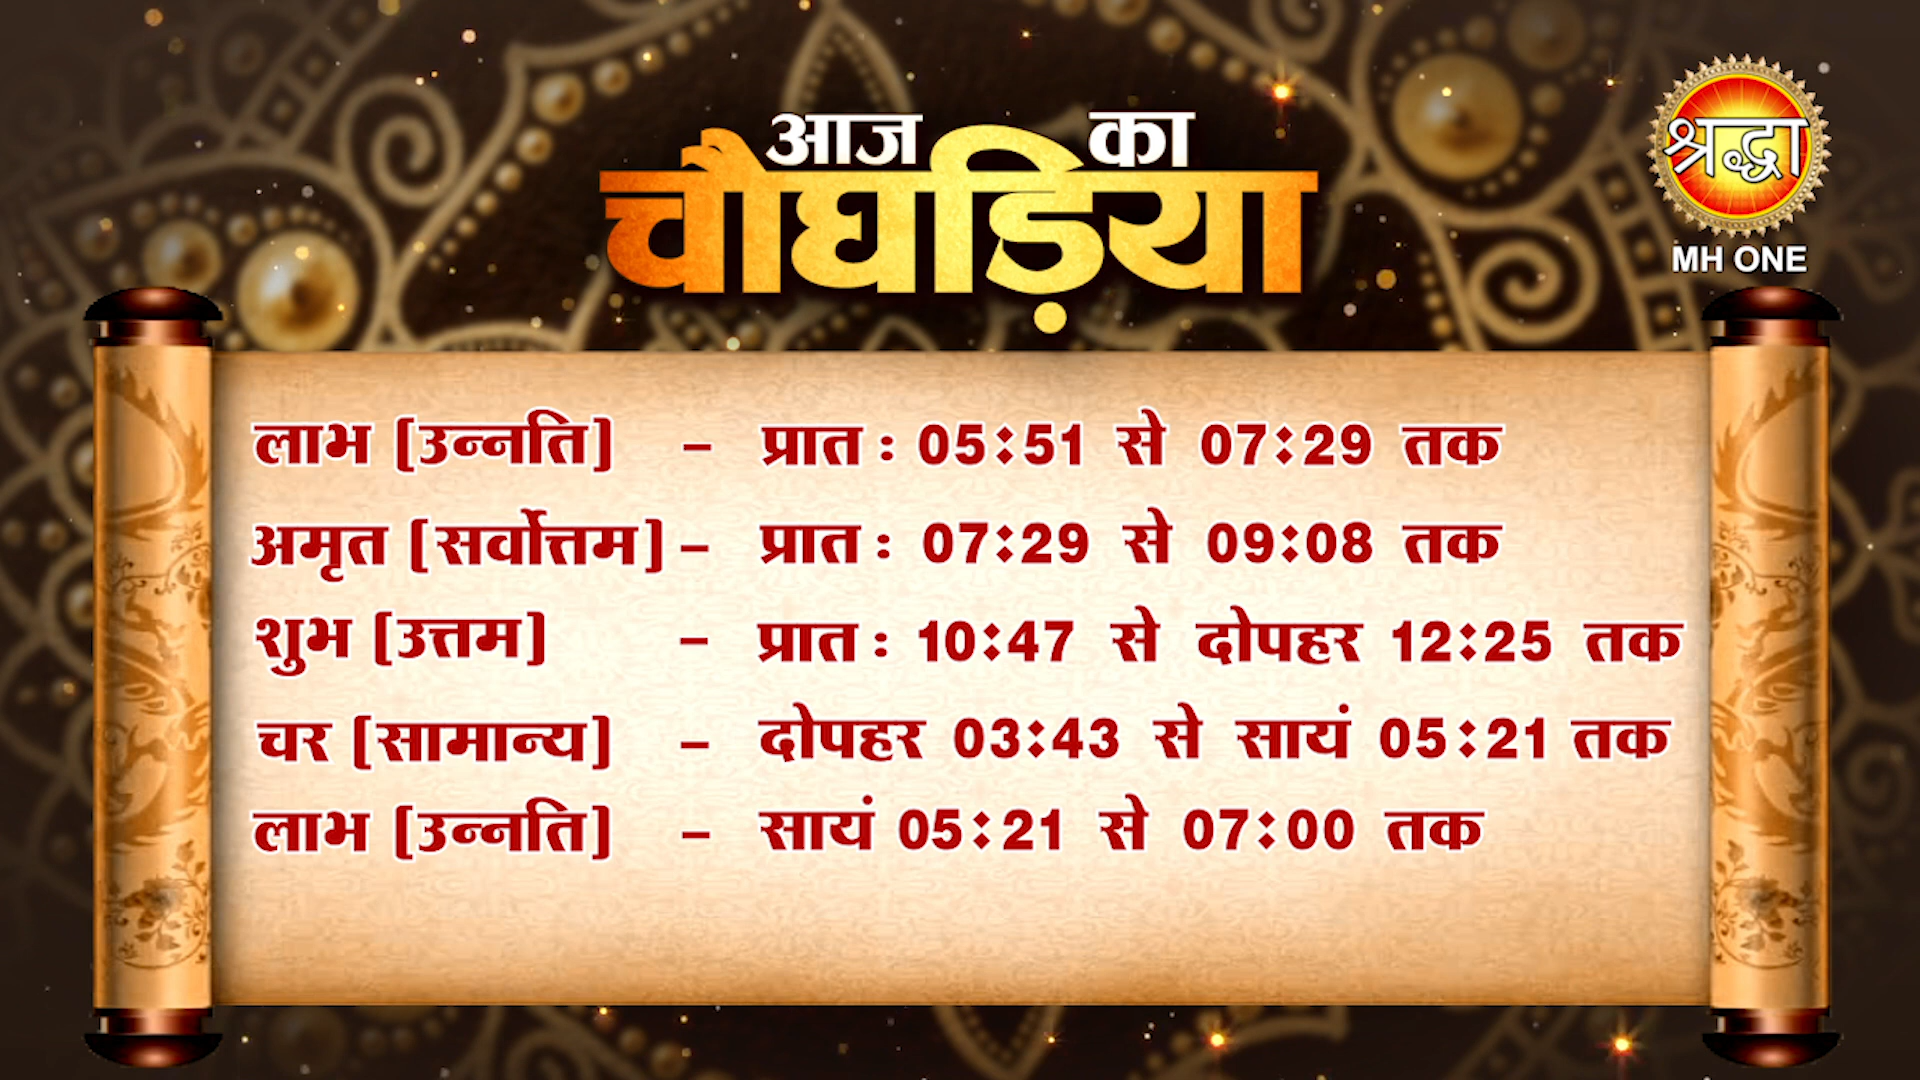 आज का
चौघड़िया
श्रद्धा
MH ONE
लाभ (उन्नति) - प्रातः 05:51 से 07:29 तक
अमृत (सर्वोत्तम) - प्रातः 07:29 से 09:08 तक
शुभ (उत्तम) - प्रातः 10:47 से दोपहर 12:25 तक
चर (सामान्य) - दोपहर 03:43 से सायं 05:21 तक
लाभ (उन्नति) - सायं 05:21 से 07:00 तक